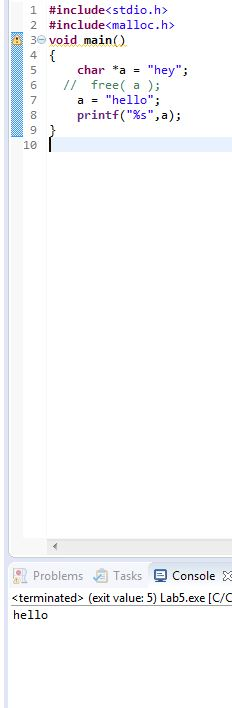 1 #include<stdio.h>
2 #include<malloc.h>
3 void main()
4 {
5 char *a = "hey";
6 // free( a );
7 a = "hello";
8 printf("%s",a);
9 }
10
Problems Tasks Console
<terminated> (exit value: 5) Lab5.exe [C/C
hello